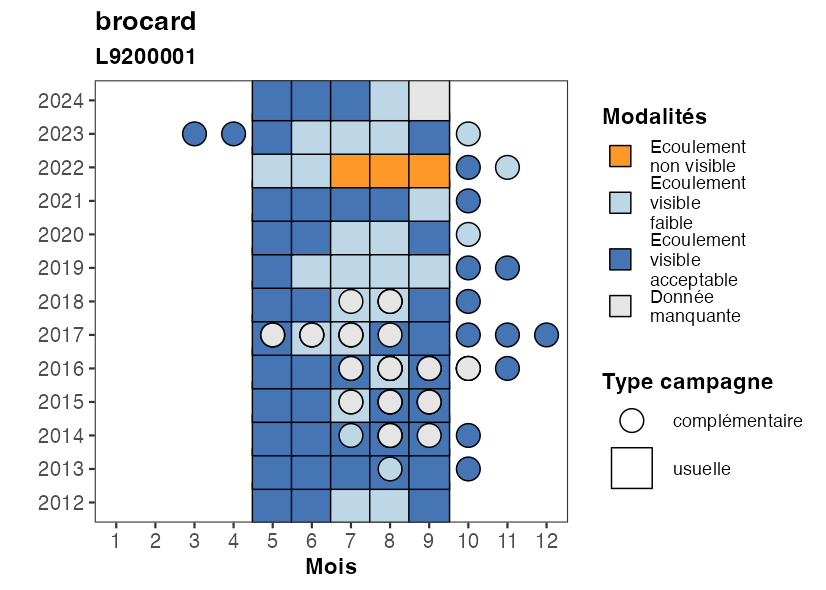 brocard
L9200001
2024
2023
2022
2021
2020
2019
2018
2017
2016
2015
2014
2013
2012
1 2 3 4 5 6 7 8 9 10 11 12
Mois
Modalités
Ecoulement
non visible
Ecoulement
visible
faible
Ecoulement
visible
acceptable
Donnée
manquante
Type campagne
complémentaire
usuelle